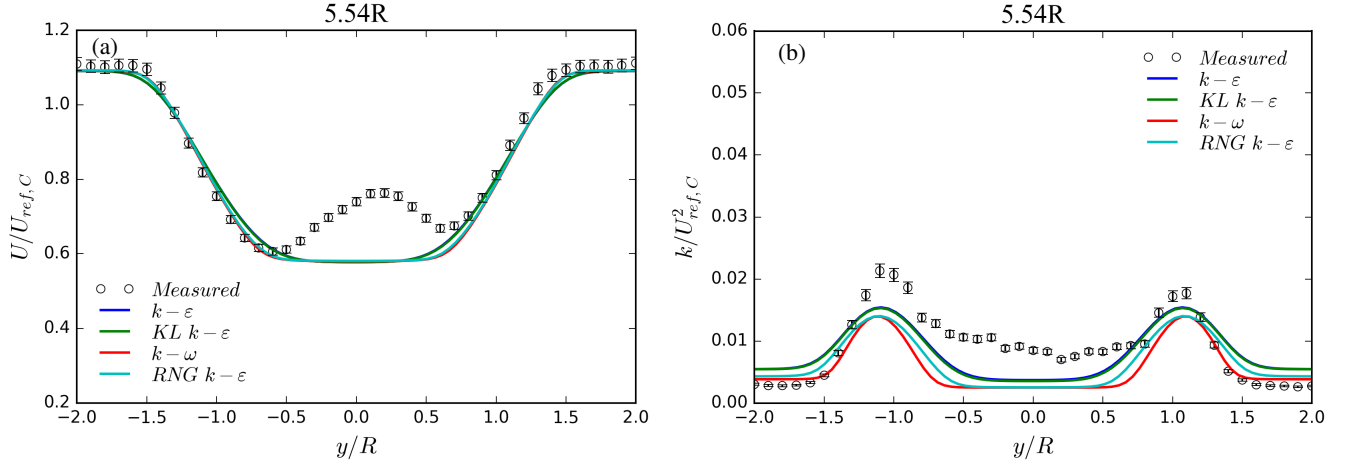 5.54R
(a)
1.2
1.0
0.8
0.6
0.4
0.2
U/U_{ref,C}
Measured
k − ε
KL k − ε
k − ω
RNG k − ε
−2.0 −1.5 −1.0 −0.5 0.0 0.5 1.0 1.5 2.0
y/R
5.54R
(b)
0.06
0.05
0.04
0.03
0.02
0.01
0.00
k/U²_{ref,C}
Measured
k − ε
KL k − ε
k − ω
RNG k − ε
−2.0 −1.5 −1.0 −0.5 0.0 0.5 1.0 1.5 2.0
y/R